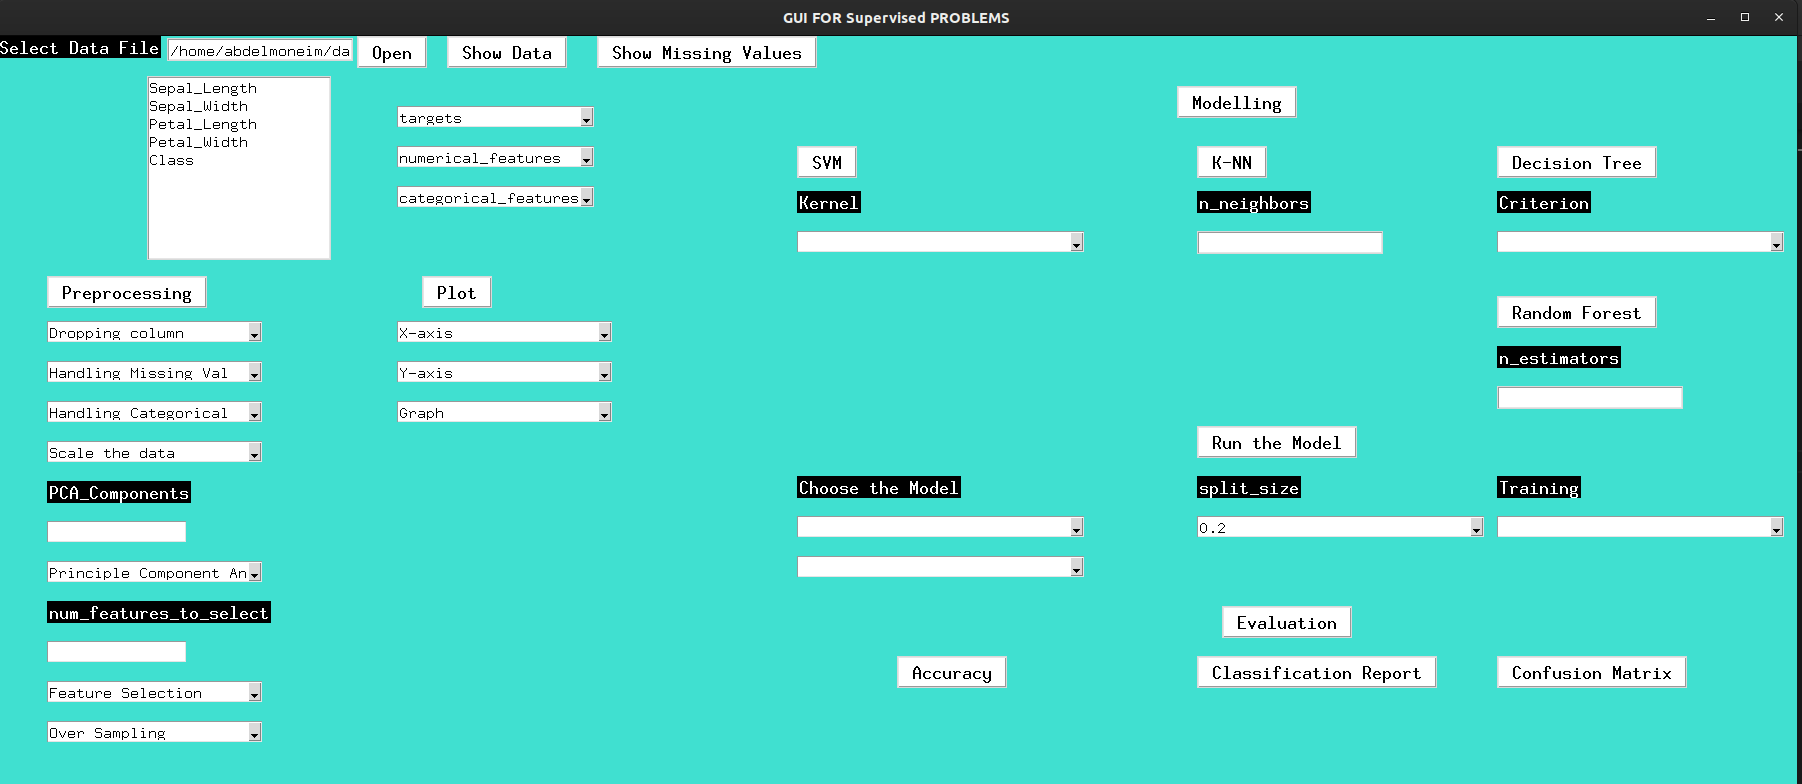 GUI FOR Supervised PROBLEMS
Select Data File /home/abdelmoneim/da Open Show Data Show Missing Values
Sepal_Length
Sepal_Width
Petal_Length
Petal_Width
Class
targets
numerical_features
categorical_features
Modelling
SVM K-NN Decision Tree
Kernel n_neighbors Criterion
Preprocessing Plot
Random Forest
Dropping column X-axis
n_estimators
Handling Missing Val Y-axis
Handling Categorical Graph
Run the Model
Scale the data
PCA_Components
Choose the Model split_size Training
0.2
Principle Component An
num_features_to_select
Evaluation
Accuracy Classification Report Confusion Matrix
Feature Selection
Over Sampling